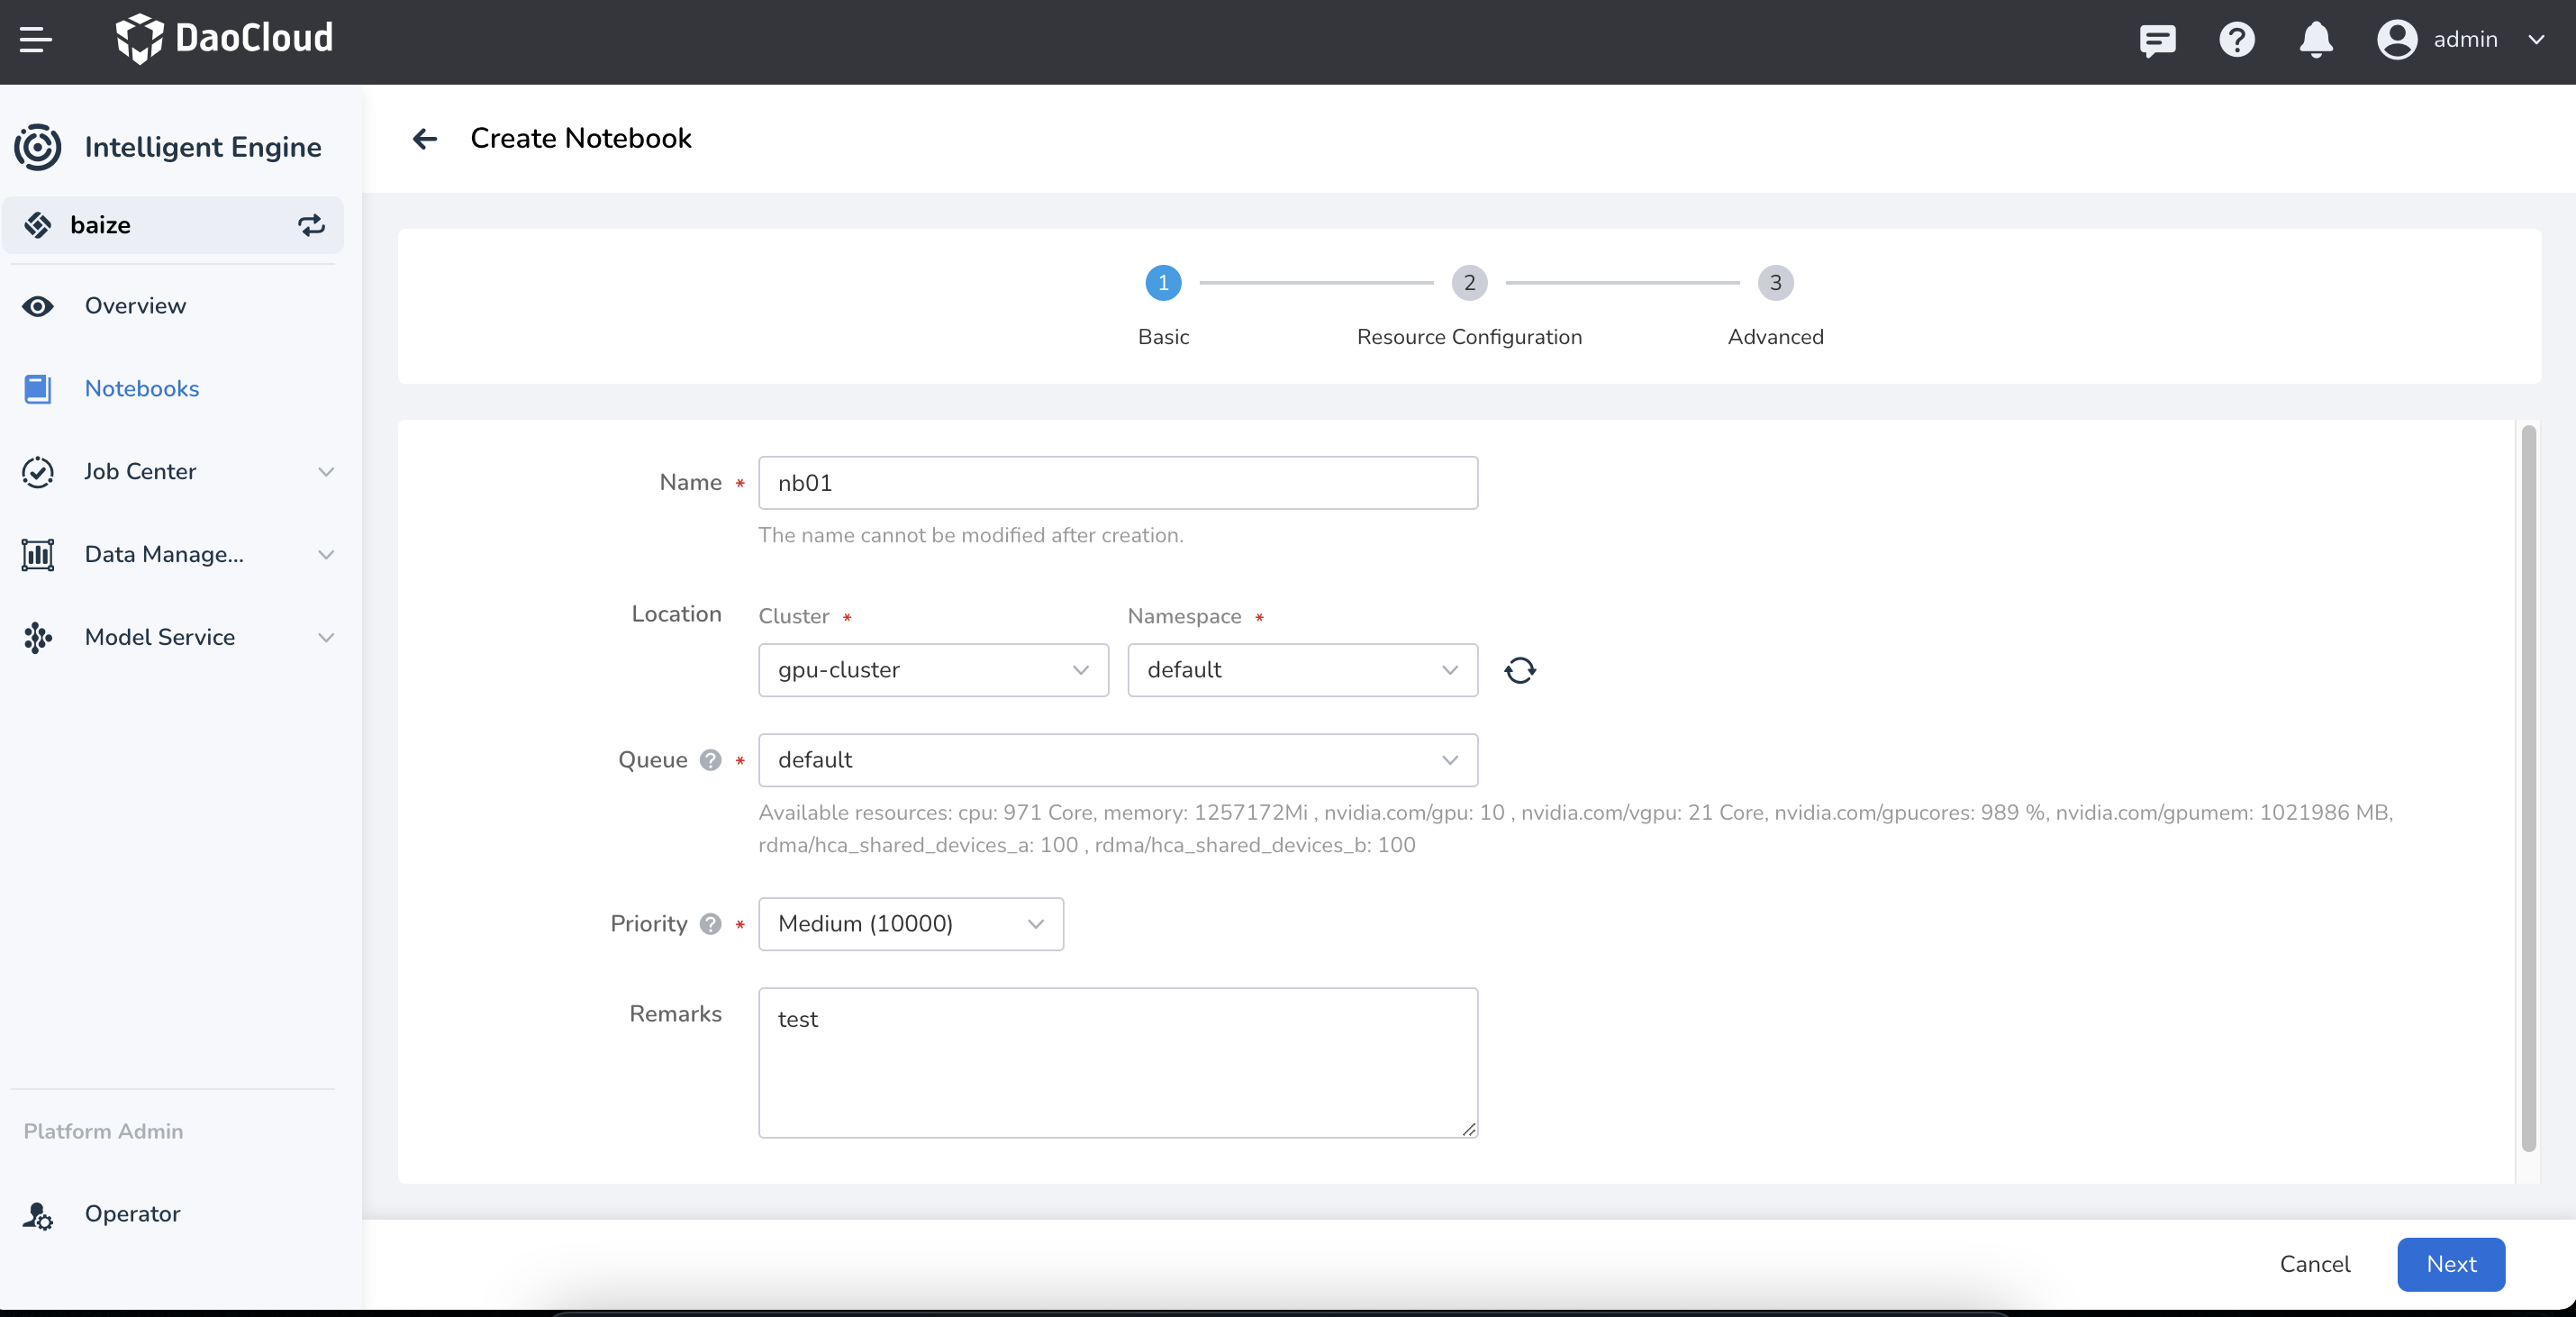 DaoCloud
admin
Intelligent Engine
baize
Overview
Notebooks
Job Center
Data Manage...
Model Service
Platform Admin
Operator
Create Notebook
1
2
3
Basic
Resource Configuration
Advanced
Name *
nb01
The name cannot be modified after creation.
Location
Cluster *
Namespace *
gpu-cluster
default
Queue ? *
default
Available resources: cpu: 971 Core, memory: 1257172Mi , nvidia.com/gpu: 10 , nvidia.com/vgpu: 21 Core, nvidia.com/gpucores: 989 %, nvidia.com/gpumem: 1021986 MB,
rdma/hca_shared_devices_a: 100 , rdma/hca_shared_devices_b: 100
Priority ? *
Medium (10000)
Remarks
test
Cancel
Next